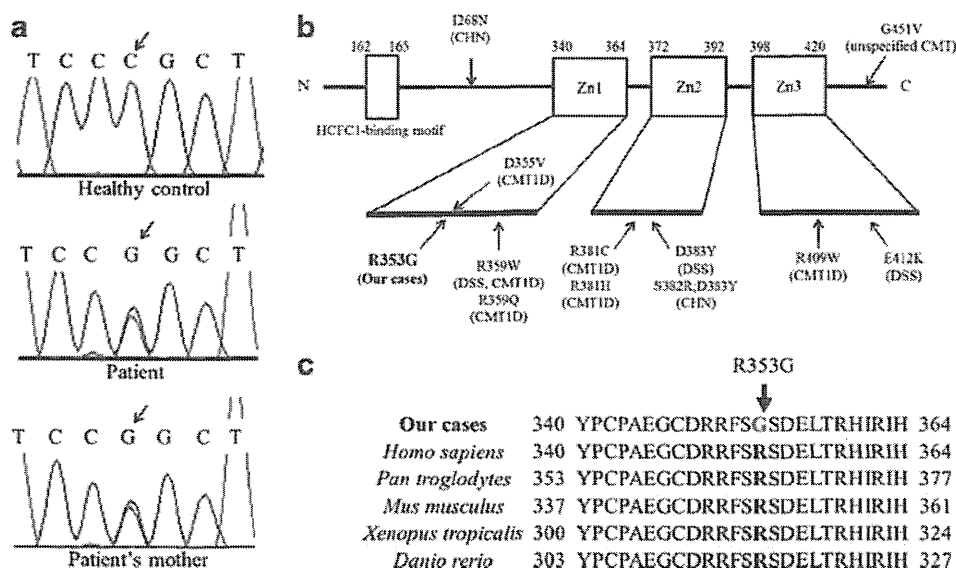 a
T C C C G C T
Healthy control
T C C G G C T
Patient
T C C G G C T
Patient's mother
b
I268N
(CHN)
G451V
(unspecified CMT)
162 165 340 364 372 392 398 420
N Zn1 Zn2 Zn3 C
HCTC1-binding motif
D355V
(CMT1D)
R353G
(Our cases)
R359W
(DSS, CMT1D)
R359Q
(CMT1D)
R381C
(CMT1D)
R381H
(CMT1D)
D383Y
(DSS)
S382R;D383Y
(CHN)
R409W
(CMT1D)
E412K
(DSS)
c
R353G
Our cases 340 YPCPAEGCDRRFSGSDELTRHIRIH 364
Homo sapiens 340 YPCPAEGCDRRFSRSDELTRHIRIH 364
Pan troglodytes 353 YPCPAEGCDRRFSRSDELTRHIRIH 377
Mus musculus 337 YPCPAEGCDRRFSRSDELTRHIRIH 361
Xenopus tropicalis 300 YPCPAEGCDRRFSRSDELTRHIRIH 324
Danio rerio 303 YPCPAEGCDRRFSRSDELTRHIRIH 327